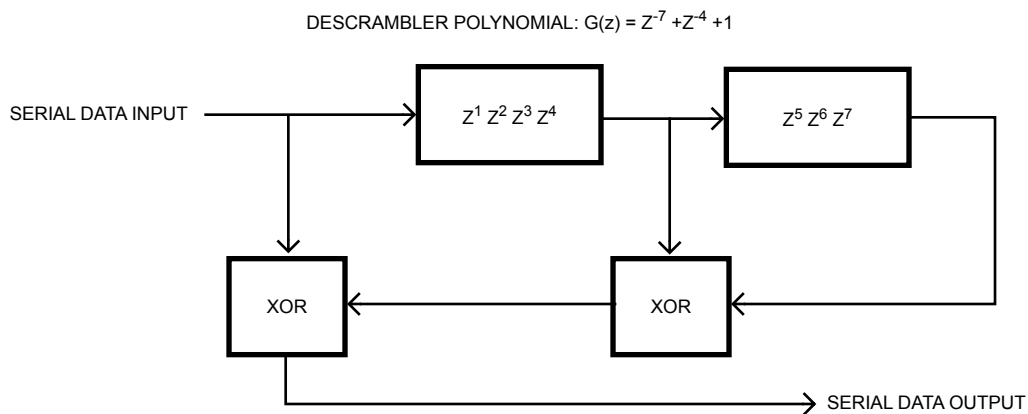 DESCRAMBLER POLYNOMIAL: G(z) = Z⁻⁷ +Z⁻⁴ +1
SERIAL DATA INPUT
Z¹ Z² Z³ Z⁴
Z⁵ Z⁶ Z⁷
XOR
XOR
SERIAL DATA OUTPUT